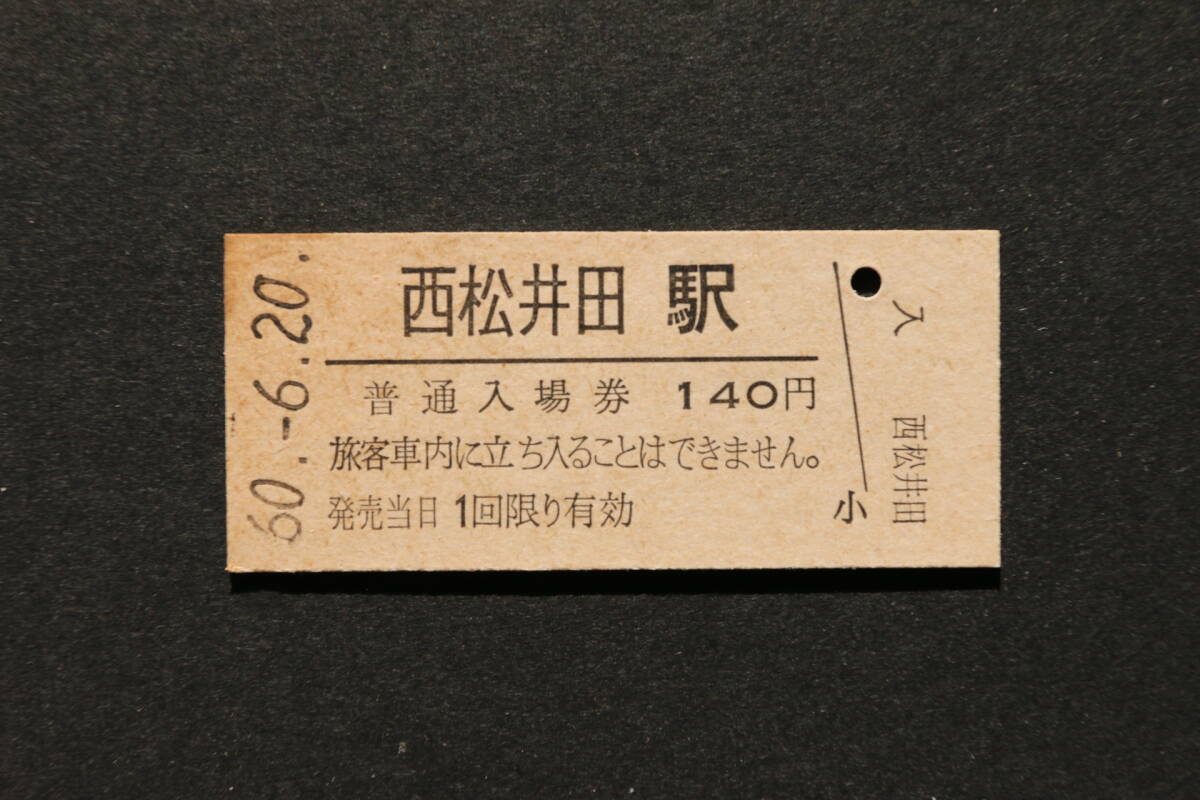 60.-6.20.
西松井田 駅
普通入場券 140円
旅客車内に立ち入ることはできません。
発売当日 1回限り有効
小
入
西松井田